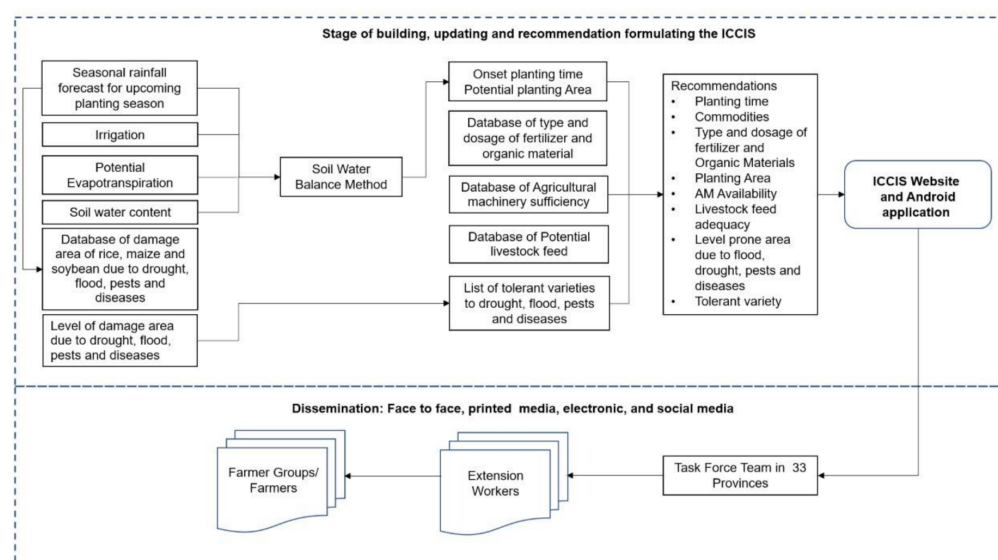 Stage of building, updating and recommendation formulating the ICCIS
Seasonal rainfall
forecast for upcoming
planting season
Irrigation
Potential
Evapotranspiration
Soil water content
Database of damage
area of rice, maize and
soybean due to drought,
flood, pests and
diseases
Level of damage area
due to drought, flood,
pests and diseases
Soil Water
Balance Method
Onset planting time
Potential planting Area
Database of type and
dosage of fertilizer and
organic material
Database of Agricultural
machinery sufficiency
Database of Potential
livestock feed
List of tolerant varieties
to drought, flood, pests
and diseases
Recommendations
• Planting time
• Commodities
• Type and dosage of
fertilizer and
Organic Materials
• Planting Area
• AM Availability
• Livestock feed
adequacy
• Level prone area
due to flood,
drought, pests and
diseases
• Tolerant variety
ICCIS Website
and Android
application
Dissemination: Face to face, printed media, electronic, and social media
Farmer Groups/
Farmers
Extension
Workers
Task Force Team in 33
Provinces